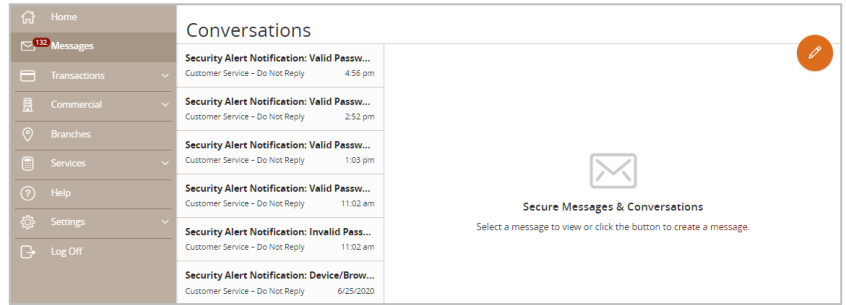 Home
132
Messages
Transactions
Commercial
Branches
Services
Help
Settings
Log Off
Conversations
Security Alert Notification: Valid Passw...
Customer Service – Do Not Reply 4:56 pm
Security Alert Notification: Valid Passw...
Customer Service – Do Not Reply 2:52 pm
Security Alert Notification: Valid Passw...
Customer Service – Do Not Reply 1:03 pm
Security Alert Notification: Valid Passw...
Customer Service – Do Not Reply 11:02 am
Security Alert Notification: Invalid Pass...
Customer Service – Do Not Reply 11:02 am
Security Alert Notification: Device/Brow...
Customer Service – Do Not Reply 6/25/2020
Secure Messages & Conversations
Select a message to view or click the button to create a message.